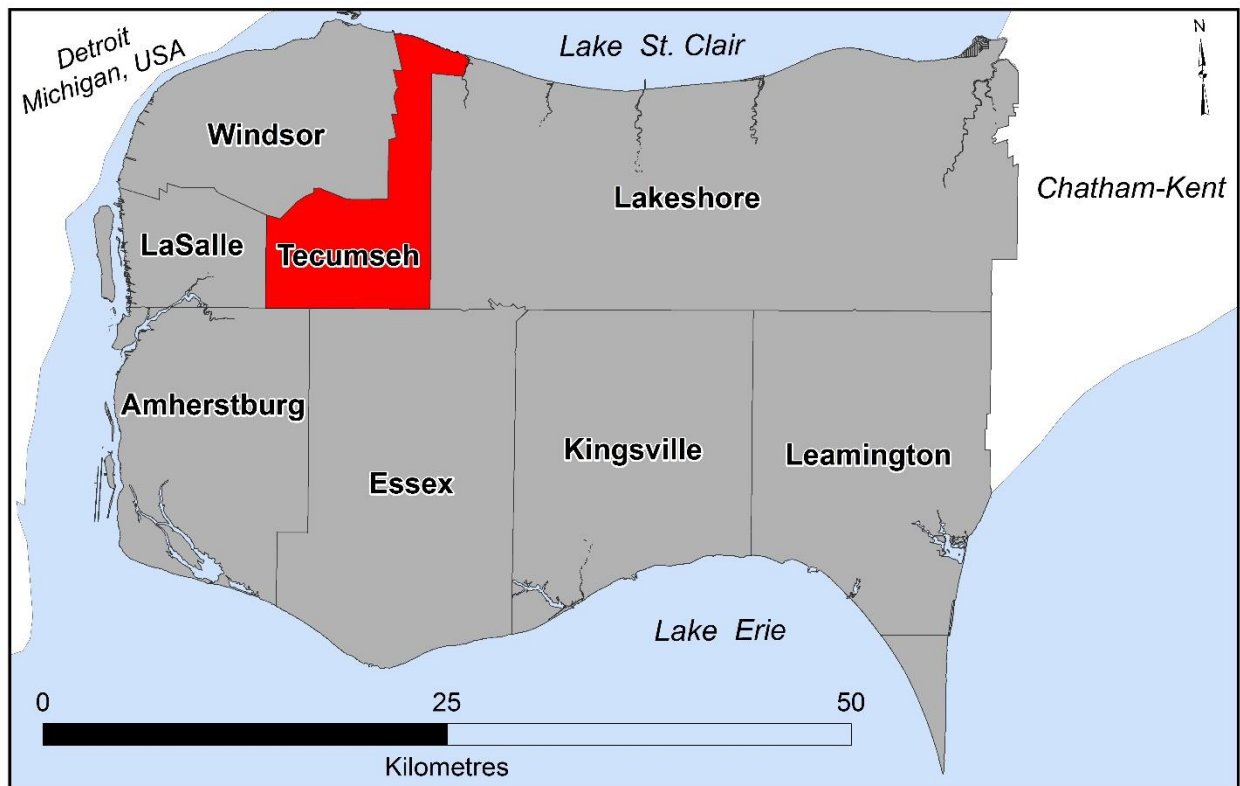 Detroit
Michigan, USA
Lake St. Clair
N
Windsor
Lakeshore
Chatham-Kent
LaSalle
Tecumseh
Amherstburg
Kingsville
Leamington
Essex
Lake Erie
0 25 50
Kilometres